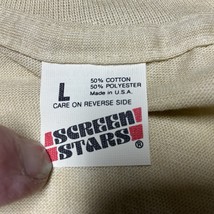 L
50% COTTON
50% POLYESTER
Made in U.S.A.
CARE ON REVERSE SIDE
SCREEN
STARS®